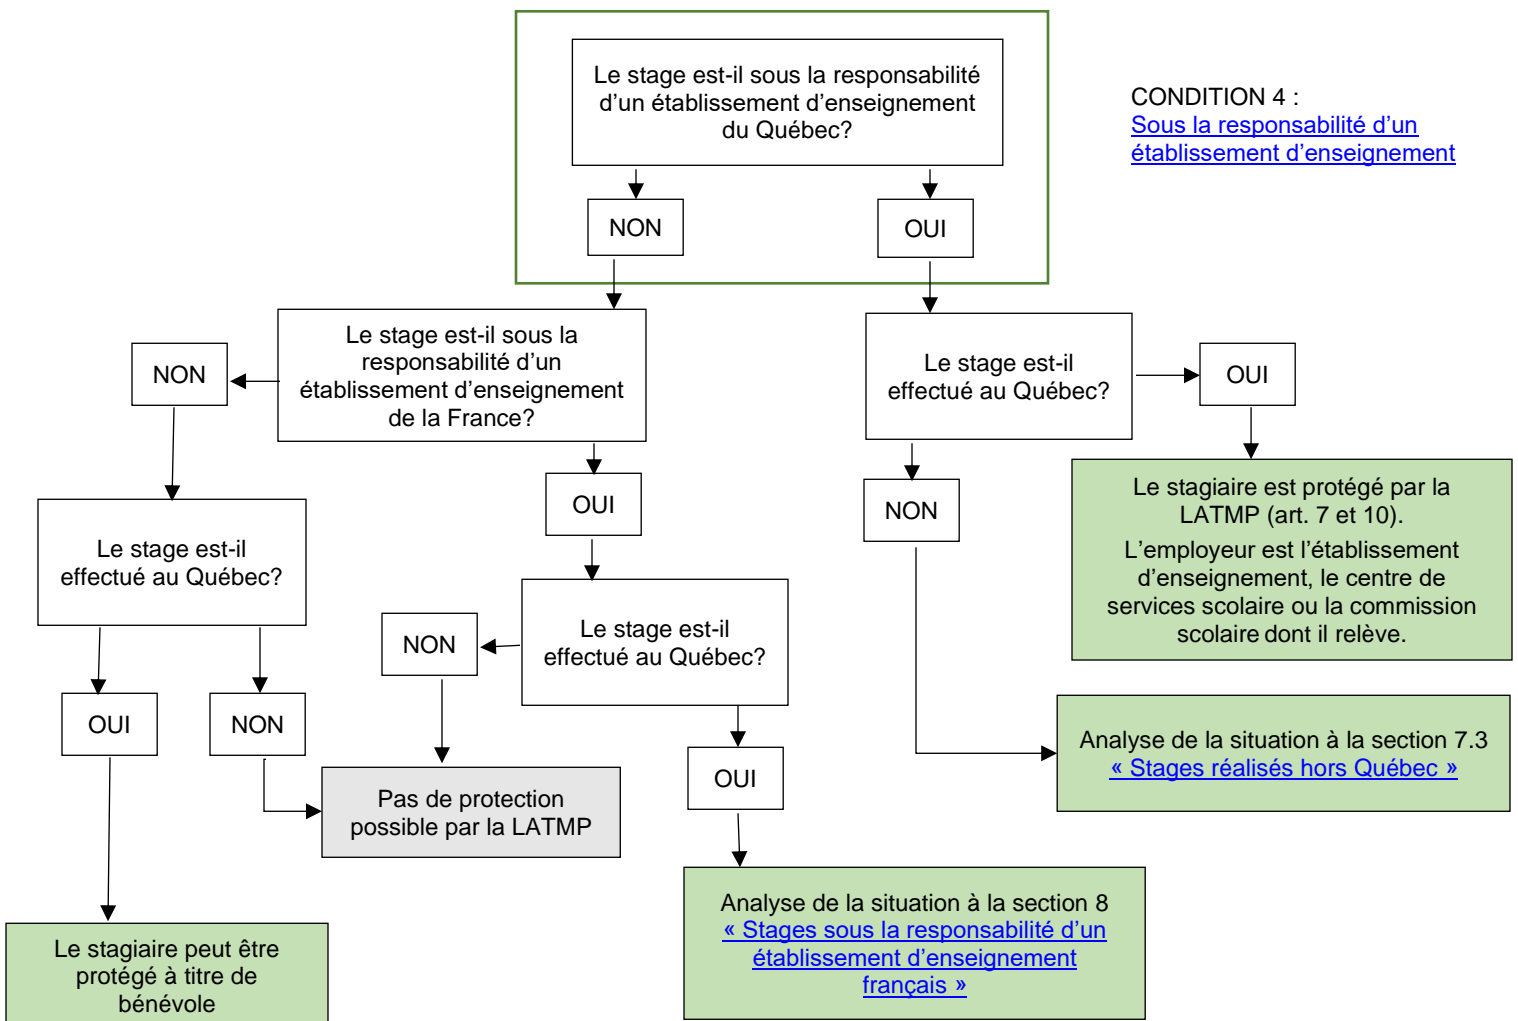 Le stage est-il sous la responsabilité
d’un établissement d’enseignement
du Québec?
CONDITION 4 :
Sous la responsabilité d’un
établissement d’enseignement
NON
OUI
Le stage est-il sous la
responsabilité d’un
établissement d’enseignement
de la France?
NON
Le stage est-il
effectué au Québec?
OUI
OUI
NON
Le stage est-il
effectué au Québec?
Le stagiaire est protégé par la
LATMP (art. 7 et 10).
L’employeur est l’établissement
d’enseignement, le centre de
services scolaire ou la commission
scolaire dont il relève.
Le stage est-il
effectué au Québec?
NON
OUI
NON
OUI
Analyse de la situation à la section 7.3
« Stages réalisés hors Québec »
Pas de protection
possible par la LATMP
Analyse de la situation à la section 8
« Stages sous la responsabilité d’un
établissement d’enseignement
français »
Le stagiaire peut être
protégé à titre de
bénévole